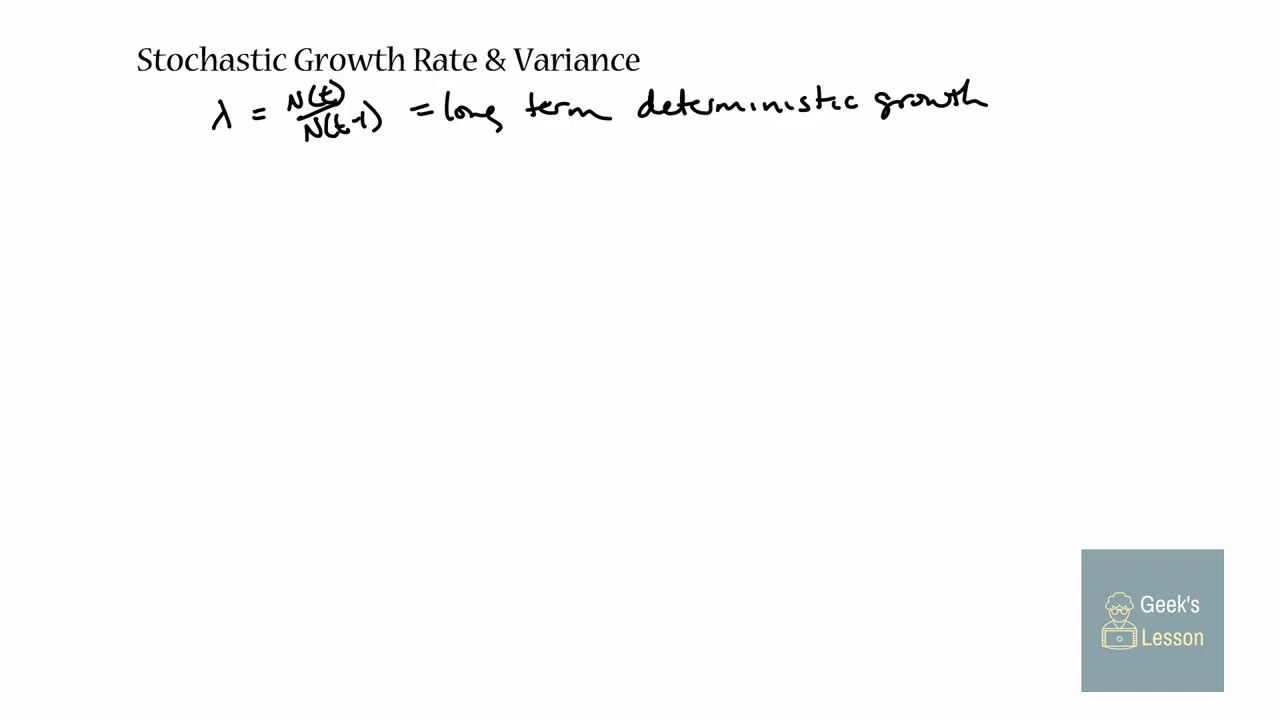 Stochastic Growth Rate & Variance
λ = N(t)/N(t-1) = long term deterministic growth
Geek's
Lesson